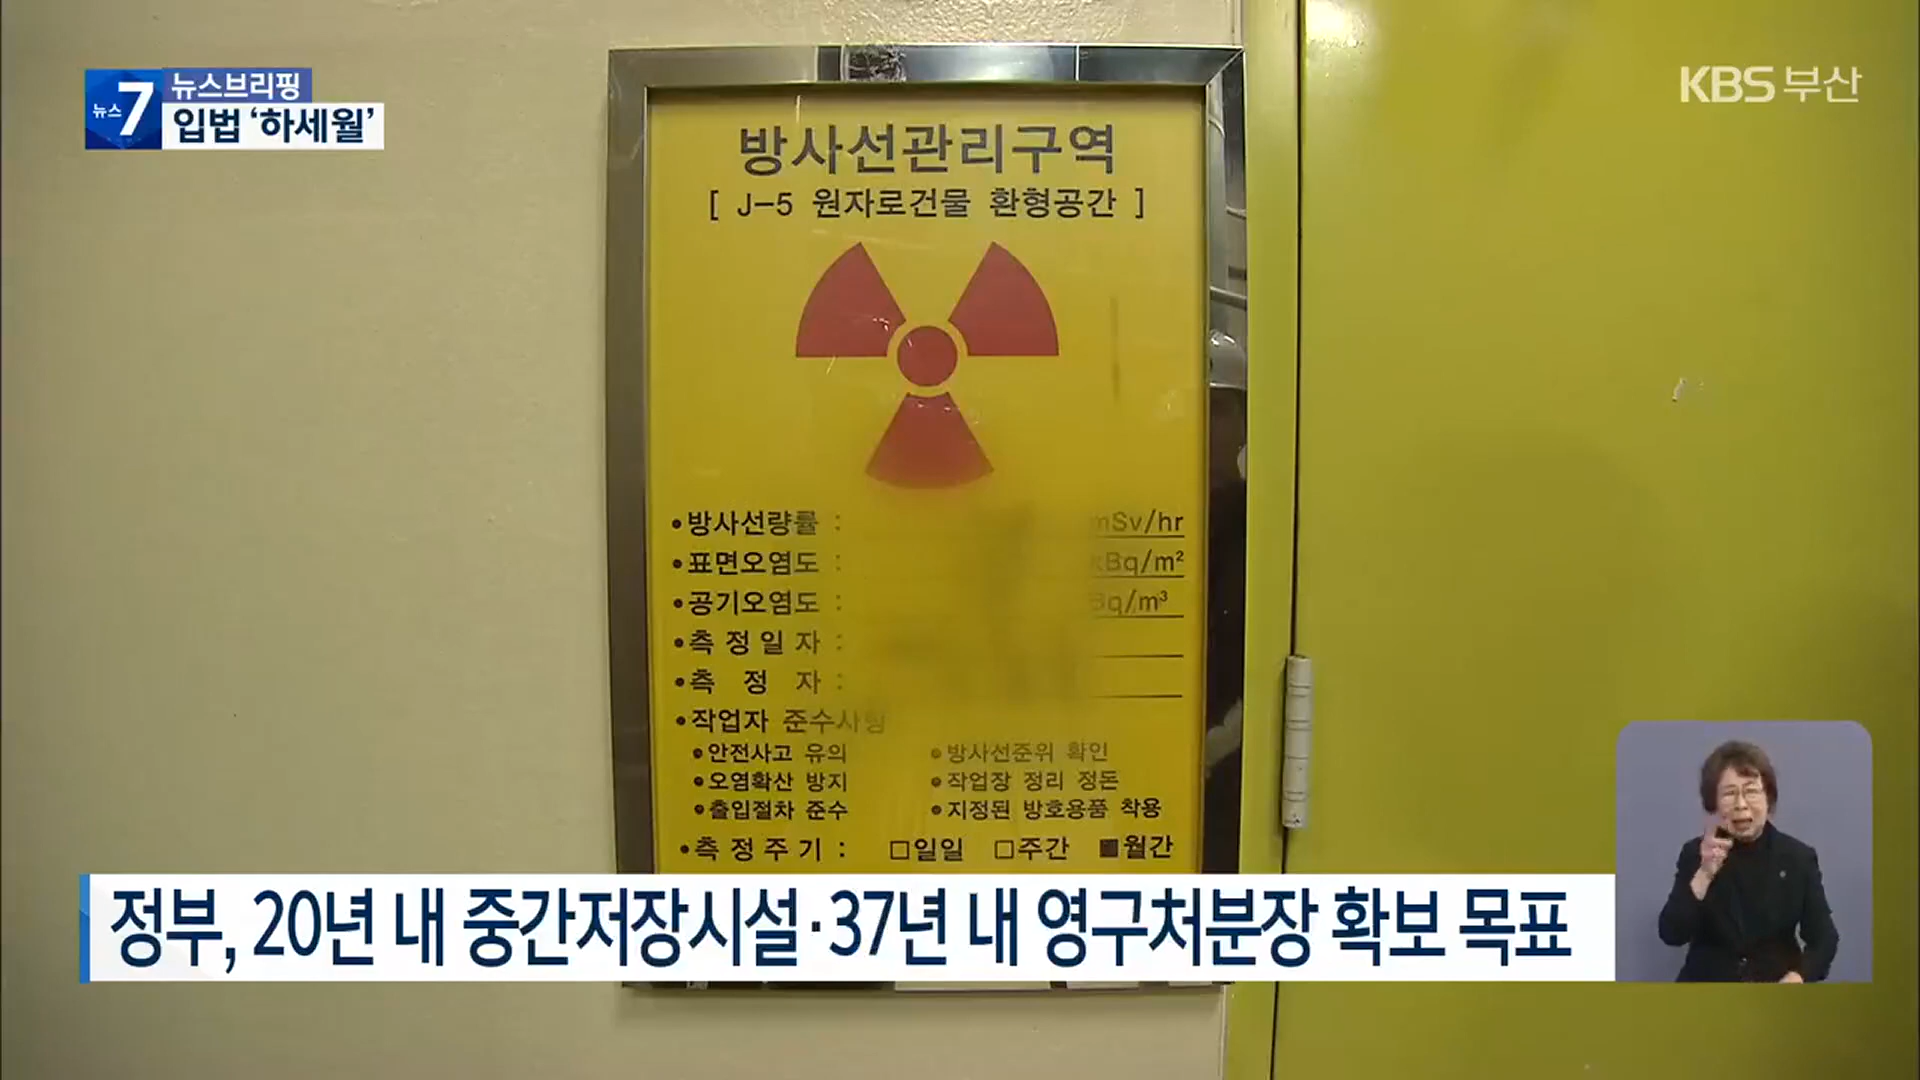 뉴스7
뉴스브리핑
입법 ‘하세월’
KBS 부산
방사선관리구역
[ J-5 원자로건물 환형공간 ]
•방사선량률 : mSv/hr
•표면오염도 : kBq/m²
•공기오염도 : Bq/m³
•측정일자 :
•측정자 :
•작업자 준수사항
•안전사고 유의 •방사선준위 확인
•오염확산 방지 •작업장 정리 정돈
•출입절차 준수 •지정된 방호용품 착용
•측정주기 : □일일 □주간 ■월간
정부, 20년 내 중간저장시설·37년 내 영구처분장 확보 목표